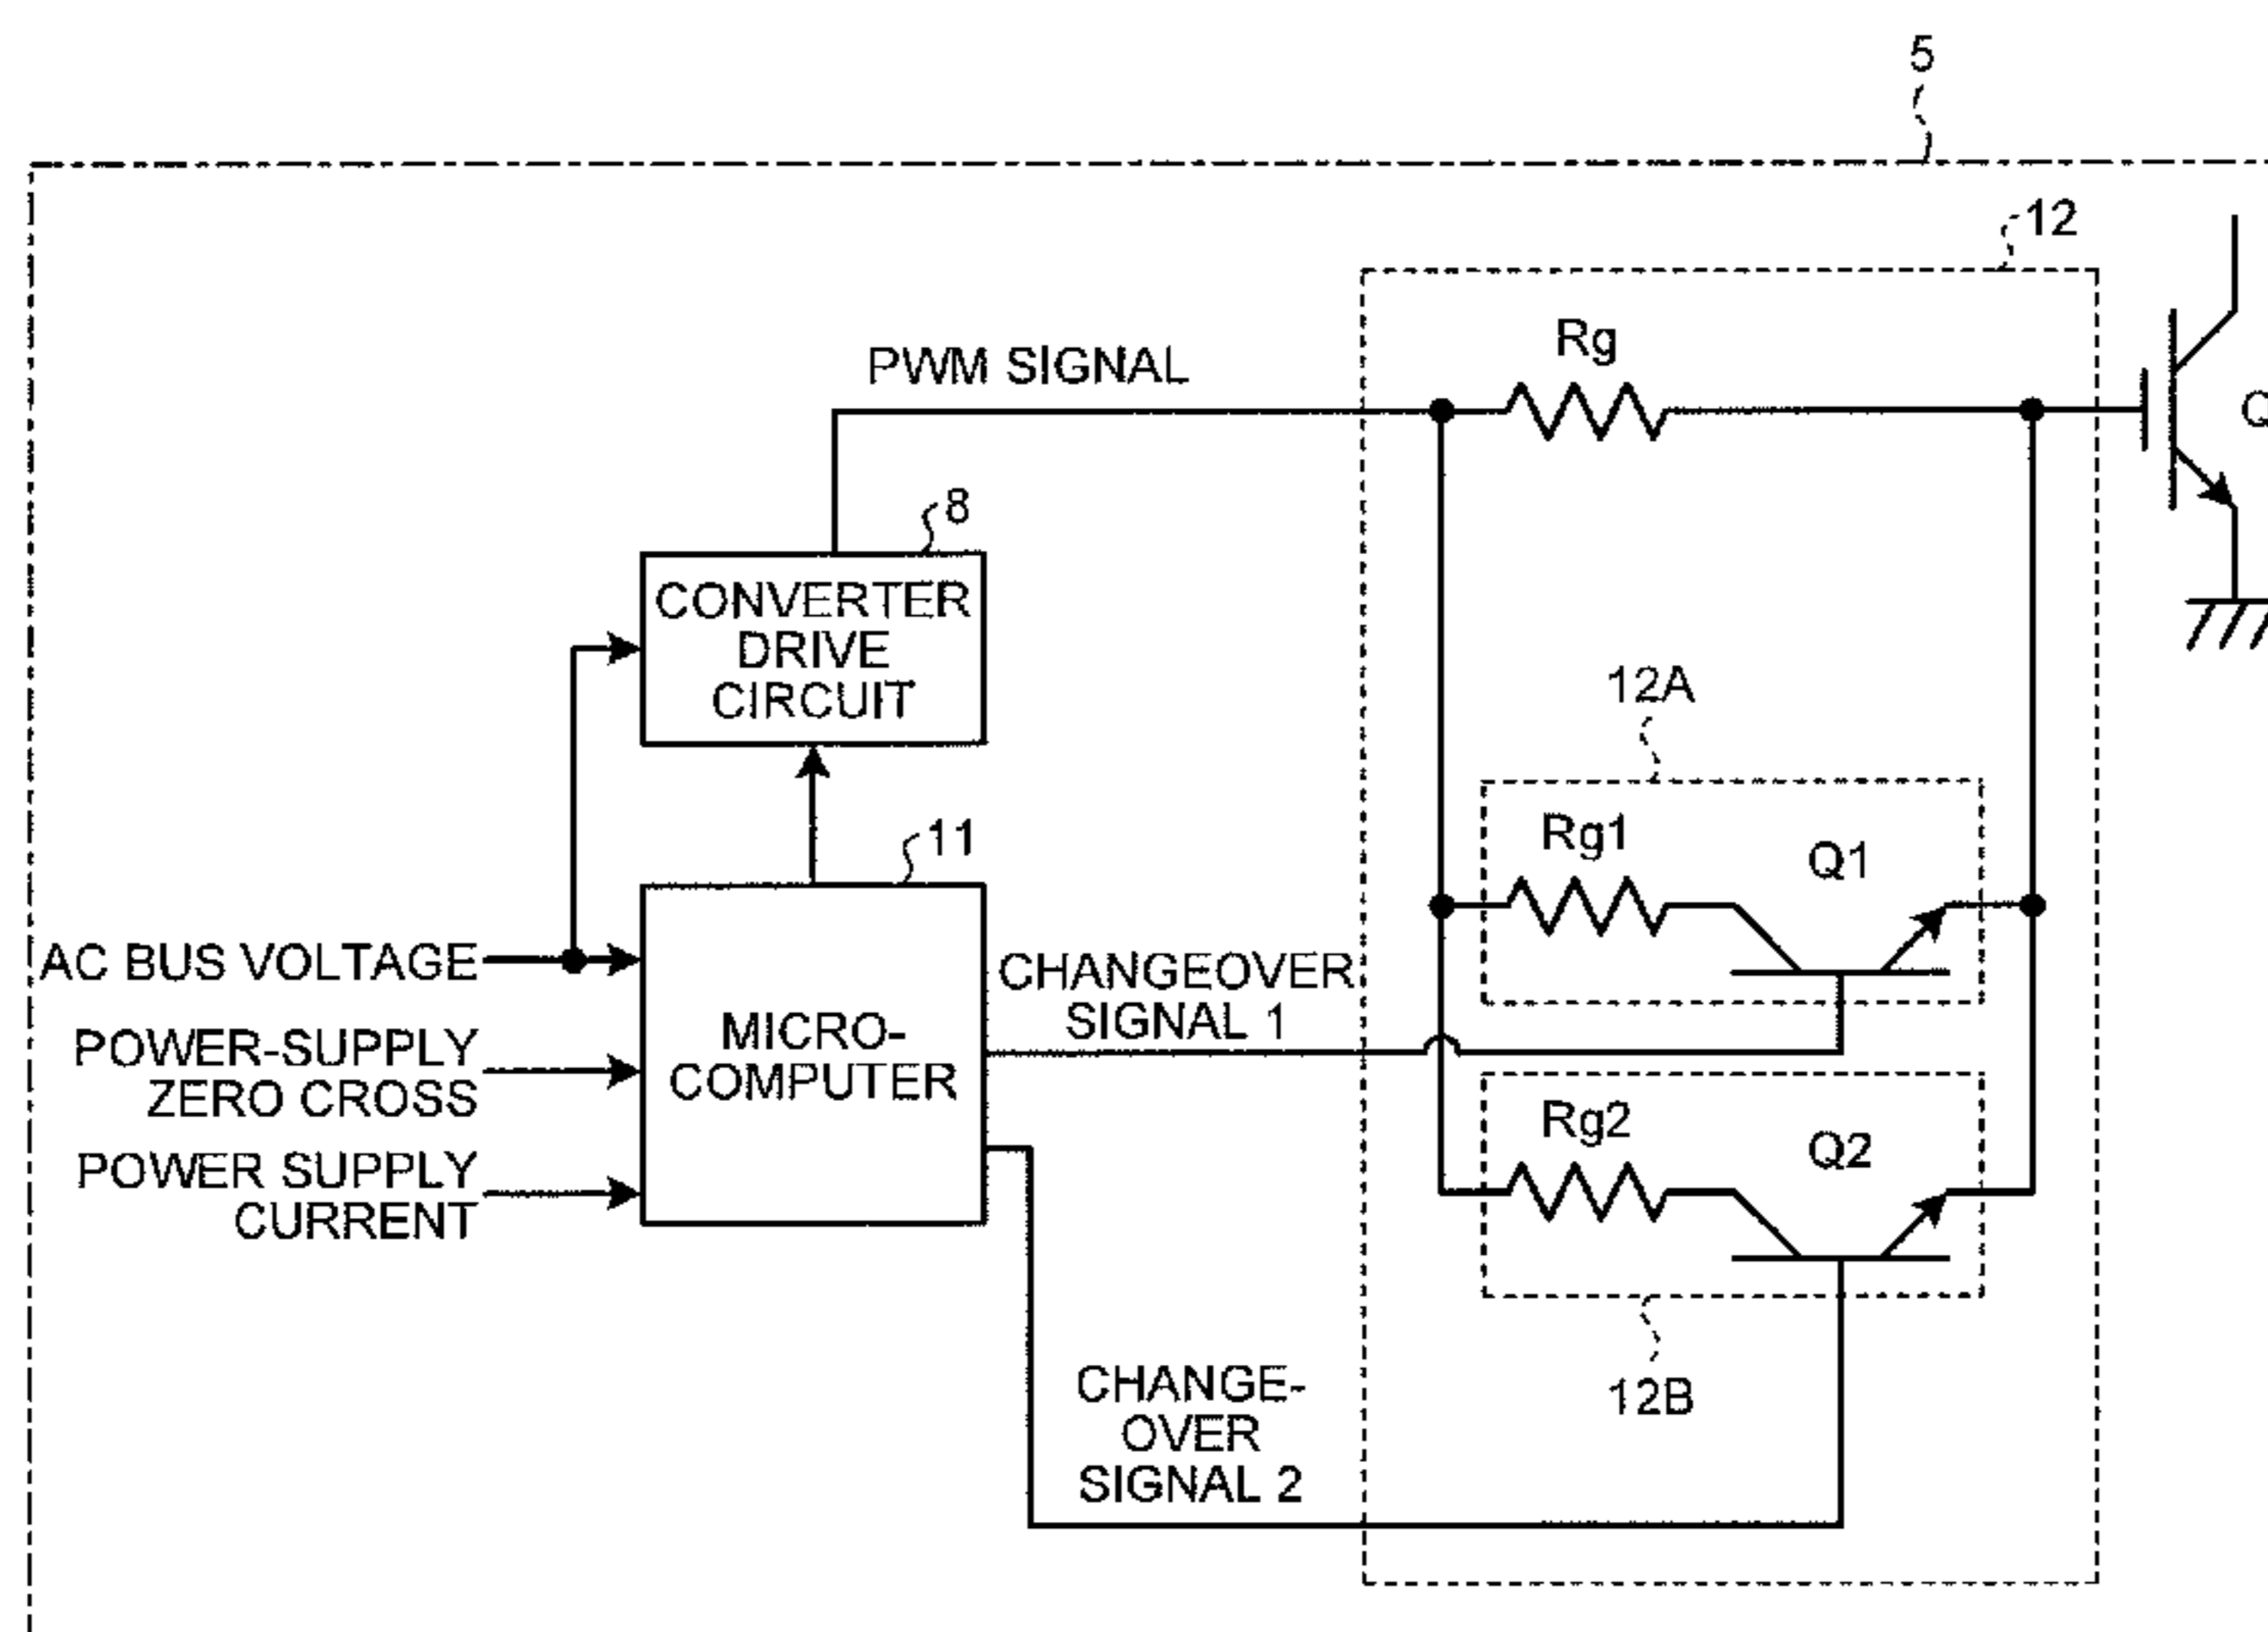 5
12
Rg
PWM SIGNAL
Q
8
CONVERTER
DRIVE
CIRCUIT
12A
Rg1
Q1
11
AC BUS VOLTAGE
CHANGEOVER
SIGNAL 1
MICRO-
COMPUTER
POWER-SUPPLY
ZERO CROSS
Rg2
Q2
POWER SUPPLY
CURRENT
CHANGE-
OVER
SIGNAL 2
12B